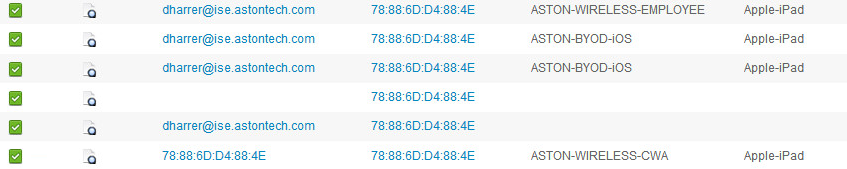 dharrer@ise.astontech.com 78:88:6D:D4:88:4E ASTON-WIRELESS-EMPLOYEE Apple-iPad
dharrer@ise.astontech.com 78:88:6D:D4:88:4E ASTON-BYOD-iOS Apple-iPad
dharrer@ise.astontech.com 78:88:6D:D4:88:4E ASTON-BYOD-iOS Apple-iPad
78:88:6D:D4:88:4E
dharrer@ise.astontech.com 78:88:6D:D4:88:4E
78:88:6D:D4:88:4E 78:88:6D:D4:88:4E ASTON-WIRELESS-CWA Apple-iPad